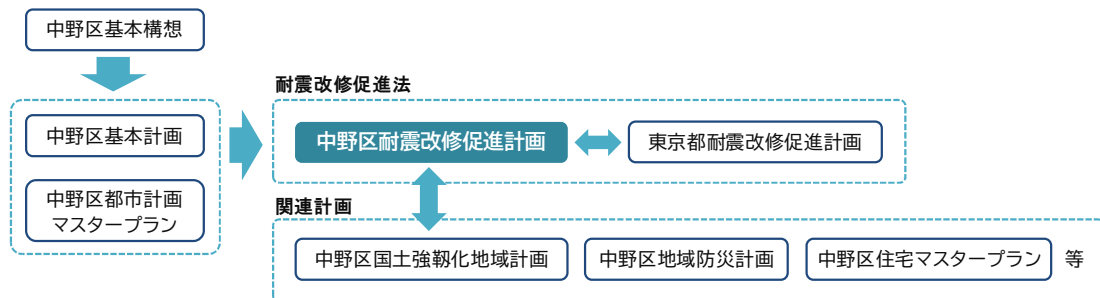 中野区基本構想
中野区基本計画
中野区都市計画
マスタープラン
耐震改修促進法
中野区耐震改修促進計画
東京都耐震改修促進計画
関連計画
中野区国土強靱化地域計画
中野区地域防災計画
中野区住宅マスタープラン
等